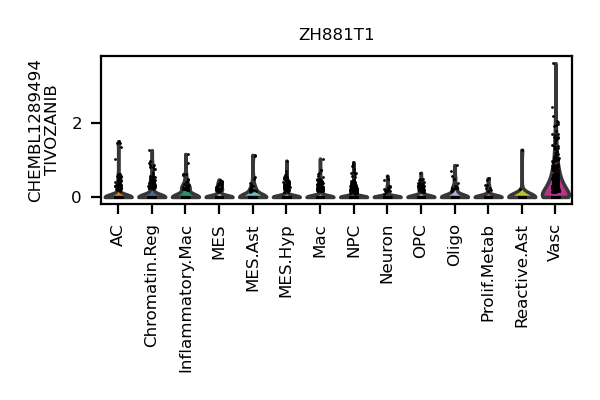 ZH881T1
CHEMBL1289494
TIVOZANIB
2
0
AC
Chromatin.Reg
Inflammatory.Mac
MES
MES.Ast
MES.Hyp
Mac
NPC
Neuron
OPC
Oligo
Prolif.Metab
Reactive.Ast
Vasc